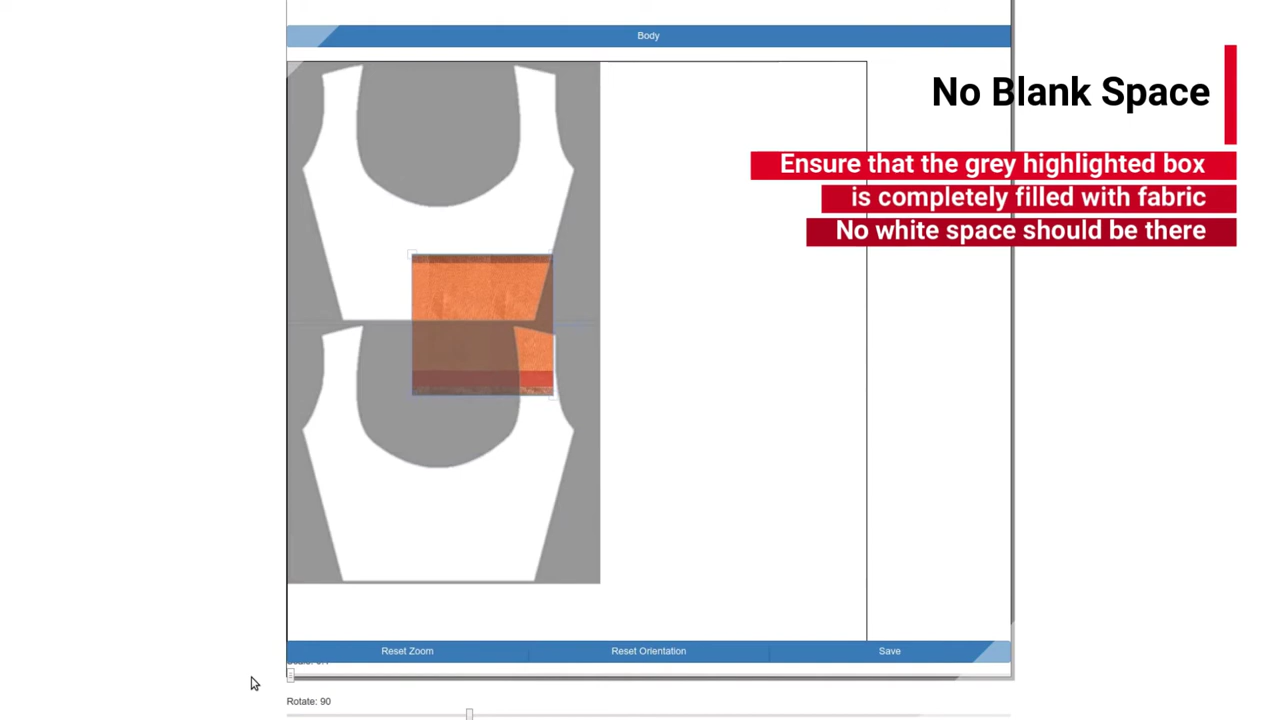 Body
No Blank Space
Ensure that the grey highlighted box
is completely filled with fabric
No white space should be there
Reset Zoom
Reset Orientation
Save
Rotate: 90